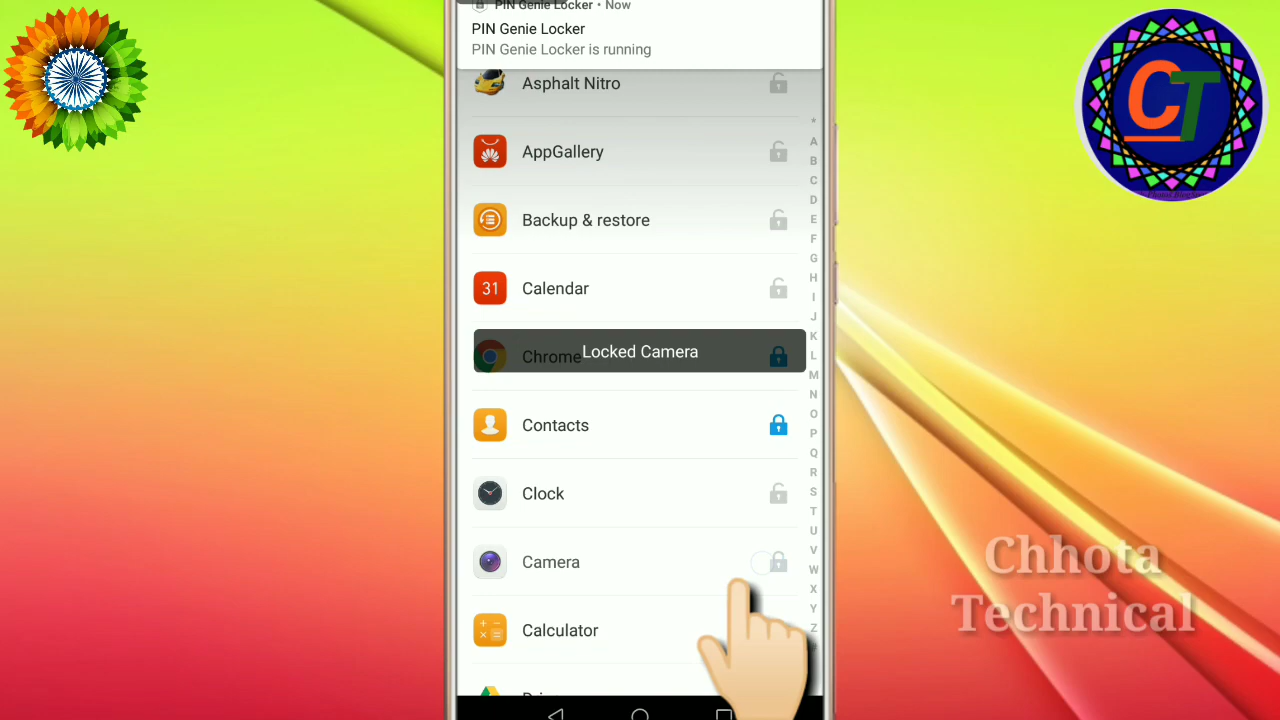 PIN Genie Locker • Now
PIN Genie Locker
PIN Genie Locker is running
Asphalt Nitro
AppGallery
Backup & restore
31
Calendar
Chrome
Locked Camera
Contacts
Clock
Camera
Calculator
*
A
B
C
D
E
F
G
H
I
J
K
L
M
N
O
P
Q
R
S
T
U
V
W
X
Y
Z
CT
Chhota
Technical